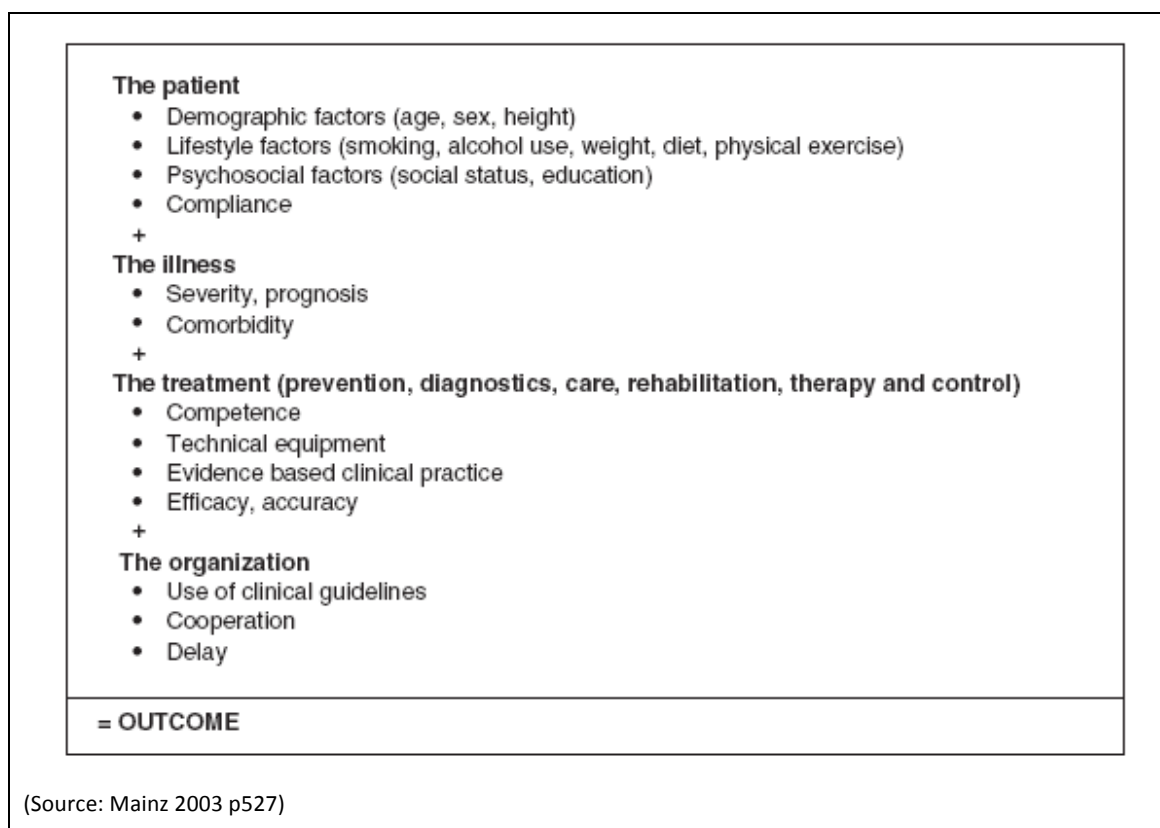 The patient
• Demographic factors (age, sex, height)
• Lifestyle factors (smoking, alcohol use, weight, diet, physical exercise)
• Psychosocial factors (social status, education)
• Compliance
+
The illness
• Severity, prognosis
• Comorbidity
+
The treatment (prevention, diagnostics, care, rehabilitation, therapy and control)
• Competence
• Technical equipment
• Evidence based clinical practice
• Efficacy, accuracy
+
The organization
• Use of clinical guidelines
• Cooperation
• Delay
= OUTCOME
(Source: Mainz 2003 p527)